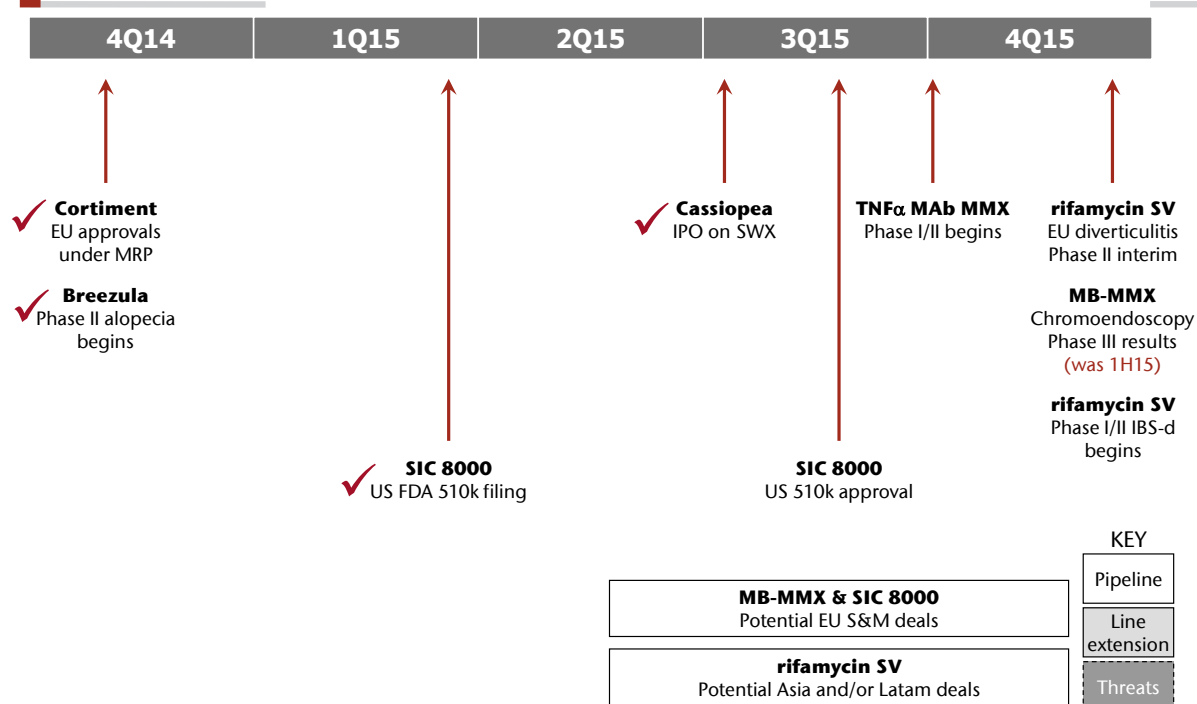 4Q14
1Q15
2Q15
3Q15
4Q15
Cortiment
EU approvals
under MRP
Breezula
Phase II alopecia
begins
SIC 8000
US FDA 510k filing
Cassiopea
IPO on SWX
SIC 8000
US 510k approval
TNFα MAb MMX
Phase I/II begins
rifamycin SV
EU diverticulitis
Phase II interim
MB-MMX
Chromoendoscopy
Phase III results
(was 1H15)
rifamycin SV
Phase I/II IBS-d
begins
MB-MMX & SIC 8000
Potential EU S&M deals
rifamycin SV
Potential Asia and/or Latam deals
KEY
Pipeline
Line
extension
Threats